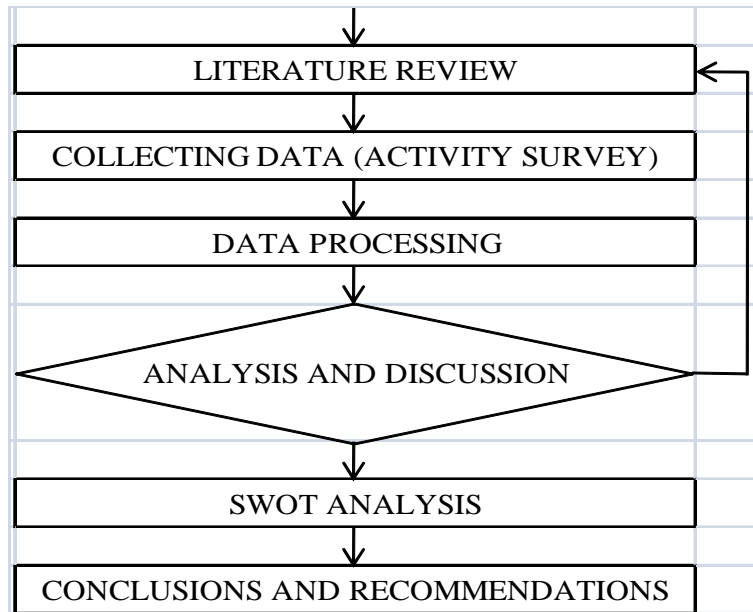 LITERATURE REVIEW
COLLECTING DATA (ACTIVITY SURVEY)
DATA PROCESSING
ANALYSIS AND DISCUSSION
SWOT ANALYSIS
CONCLUSIONS AND RECOMMENDATIONS